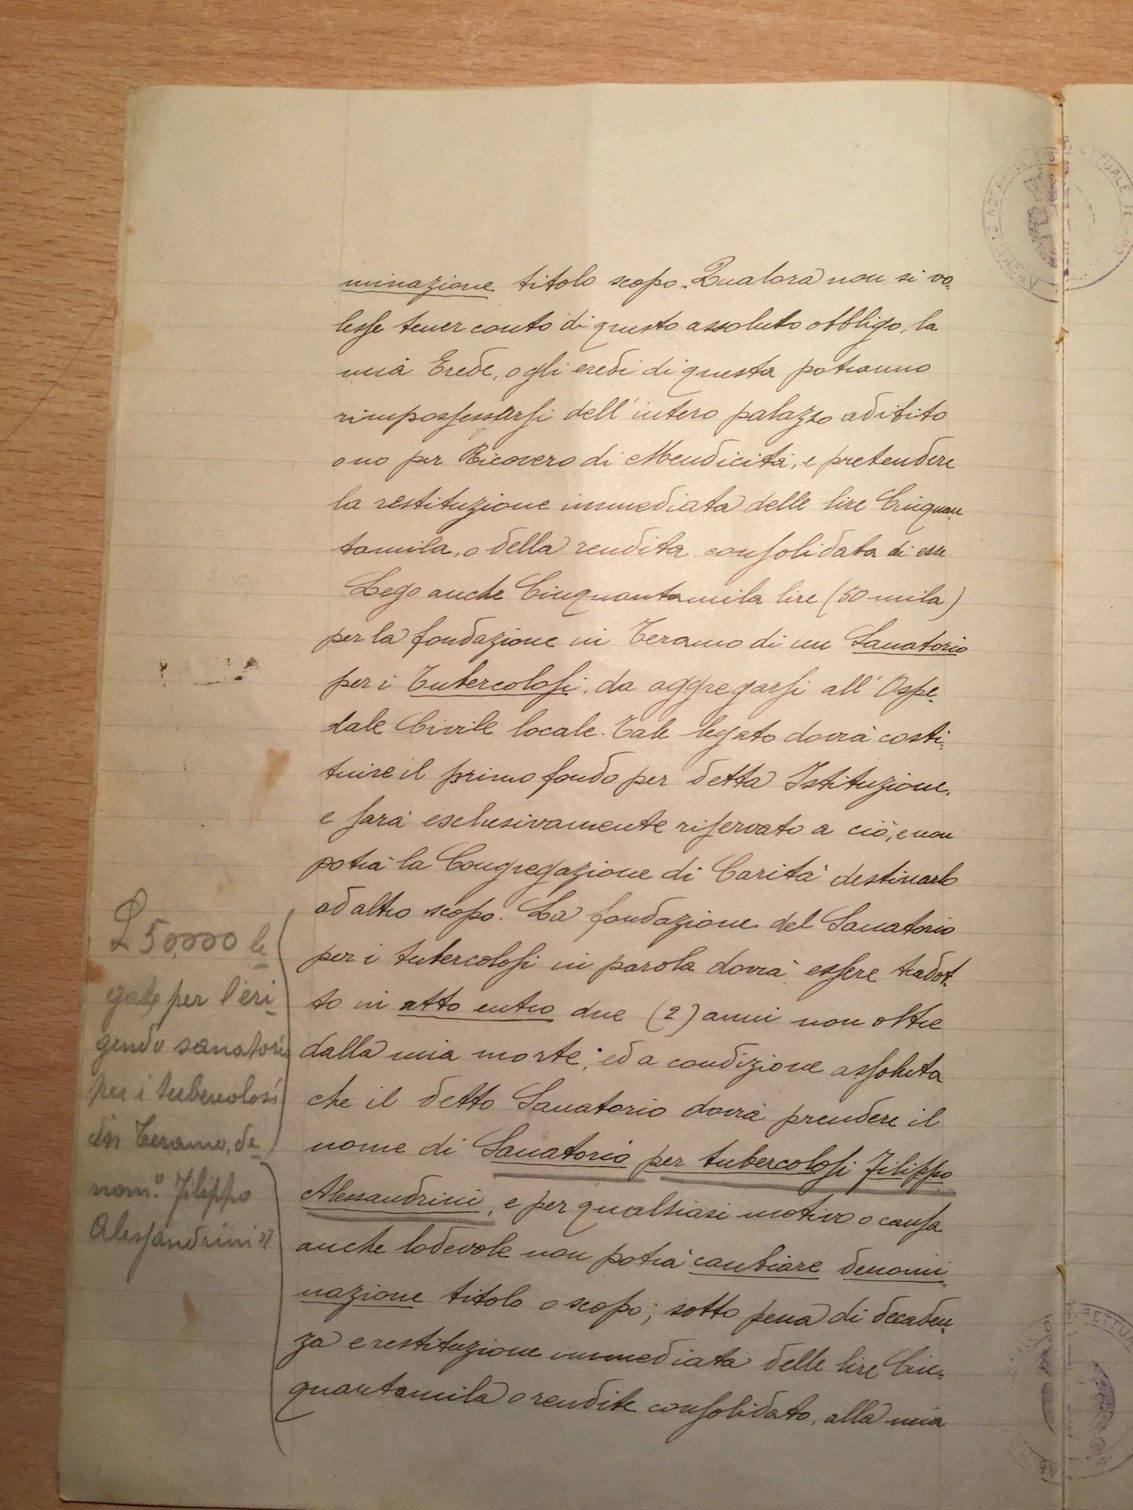 minazione titolo scopo. Qualora non si vo-
lesse tener conto di questo assoluto obbligo, la
mia Erede, o gli eredi di questa potranno
rimpossessarsi dell'intero palazzo adibito
o no per Ricovero di Mendicità, e pretendere
la restituzione immediata delle lire Cinquan
tamila, o della rendita consolidata di esse.
Lego anche Cinquantamila lire (50 mila)
per la fondazione in Teramo di un Sanatorio
per i Tubercolosi, da aggregarsi all'Ospe-
dale Civile locale. Tale legato dovrà costi-
tuire il primo fondo per detta Istituzione,
e sarà esclusivamente riservato a ciò, e non
potrà la Congregazione di Carità destinarlo
ad altro scopo. La fondazione del Sanatorio
per i tubercolosi in parola dovrà essere tradot-
to in atto entro due (2) anni non oltre
dalla mia morte; ed a condizione assoluta
che il detto Sanatorio dovrà prendere il
nome di Sanatorio per tubercolosi Filippo
Alessandrini, e per qualsiasi motivo o causa
anche lodevole non potrà cambiare denomi
nazione titolo o scopo; sotto pena di decaden-
za e restituzione immediata delle lire Cin-
quantamila o rendite consolidato, alla mia
£ 50,000 le-
gate per l'eri-
gendo sanatorio
per i tubercolosi
in Teramo, de-
nom." Filippo
Alessandrini"